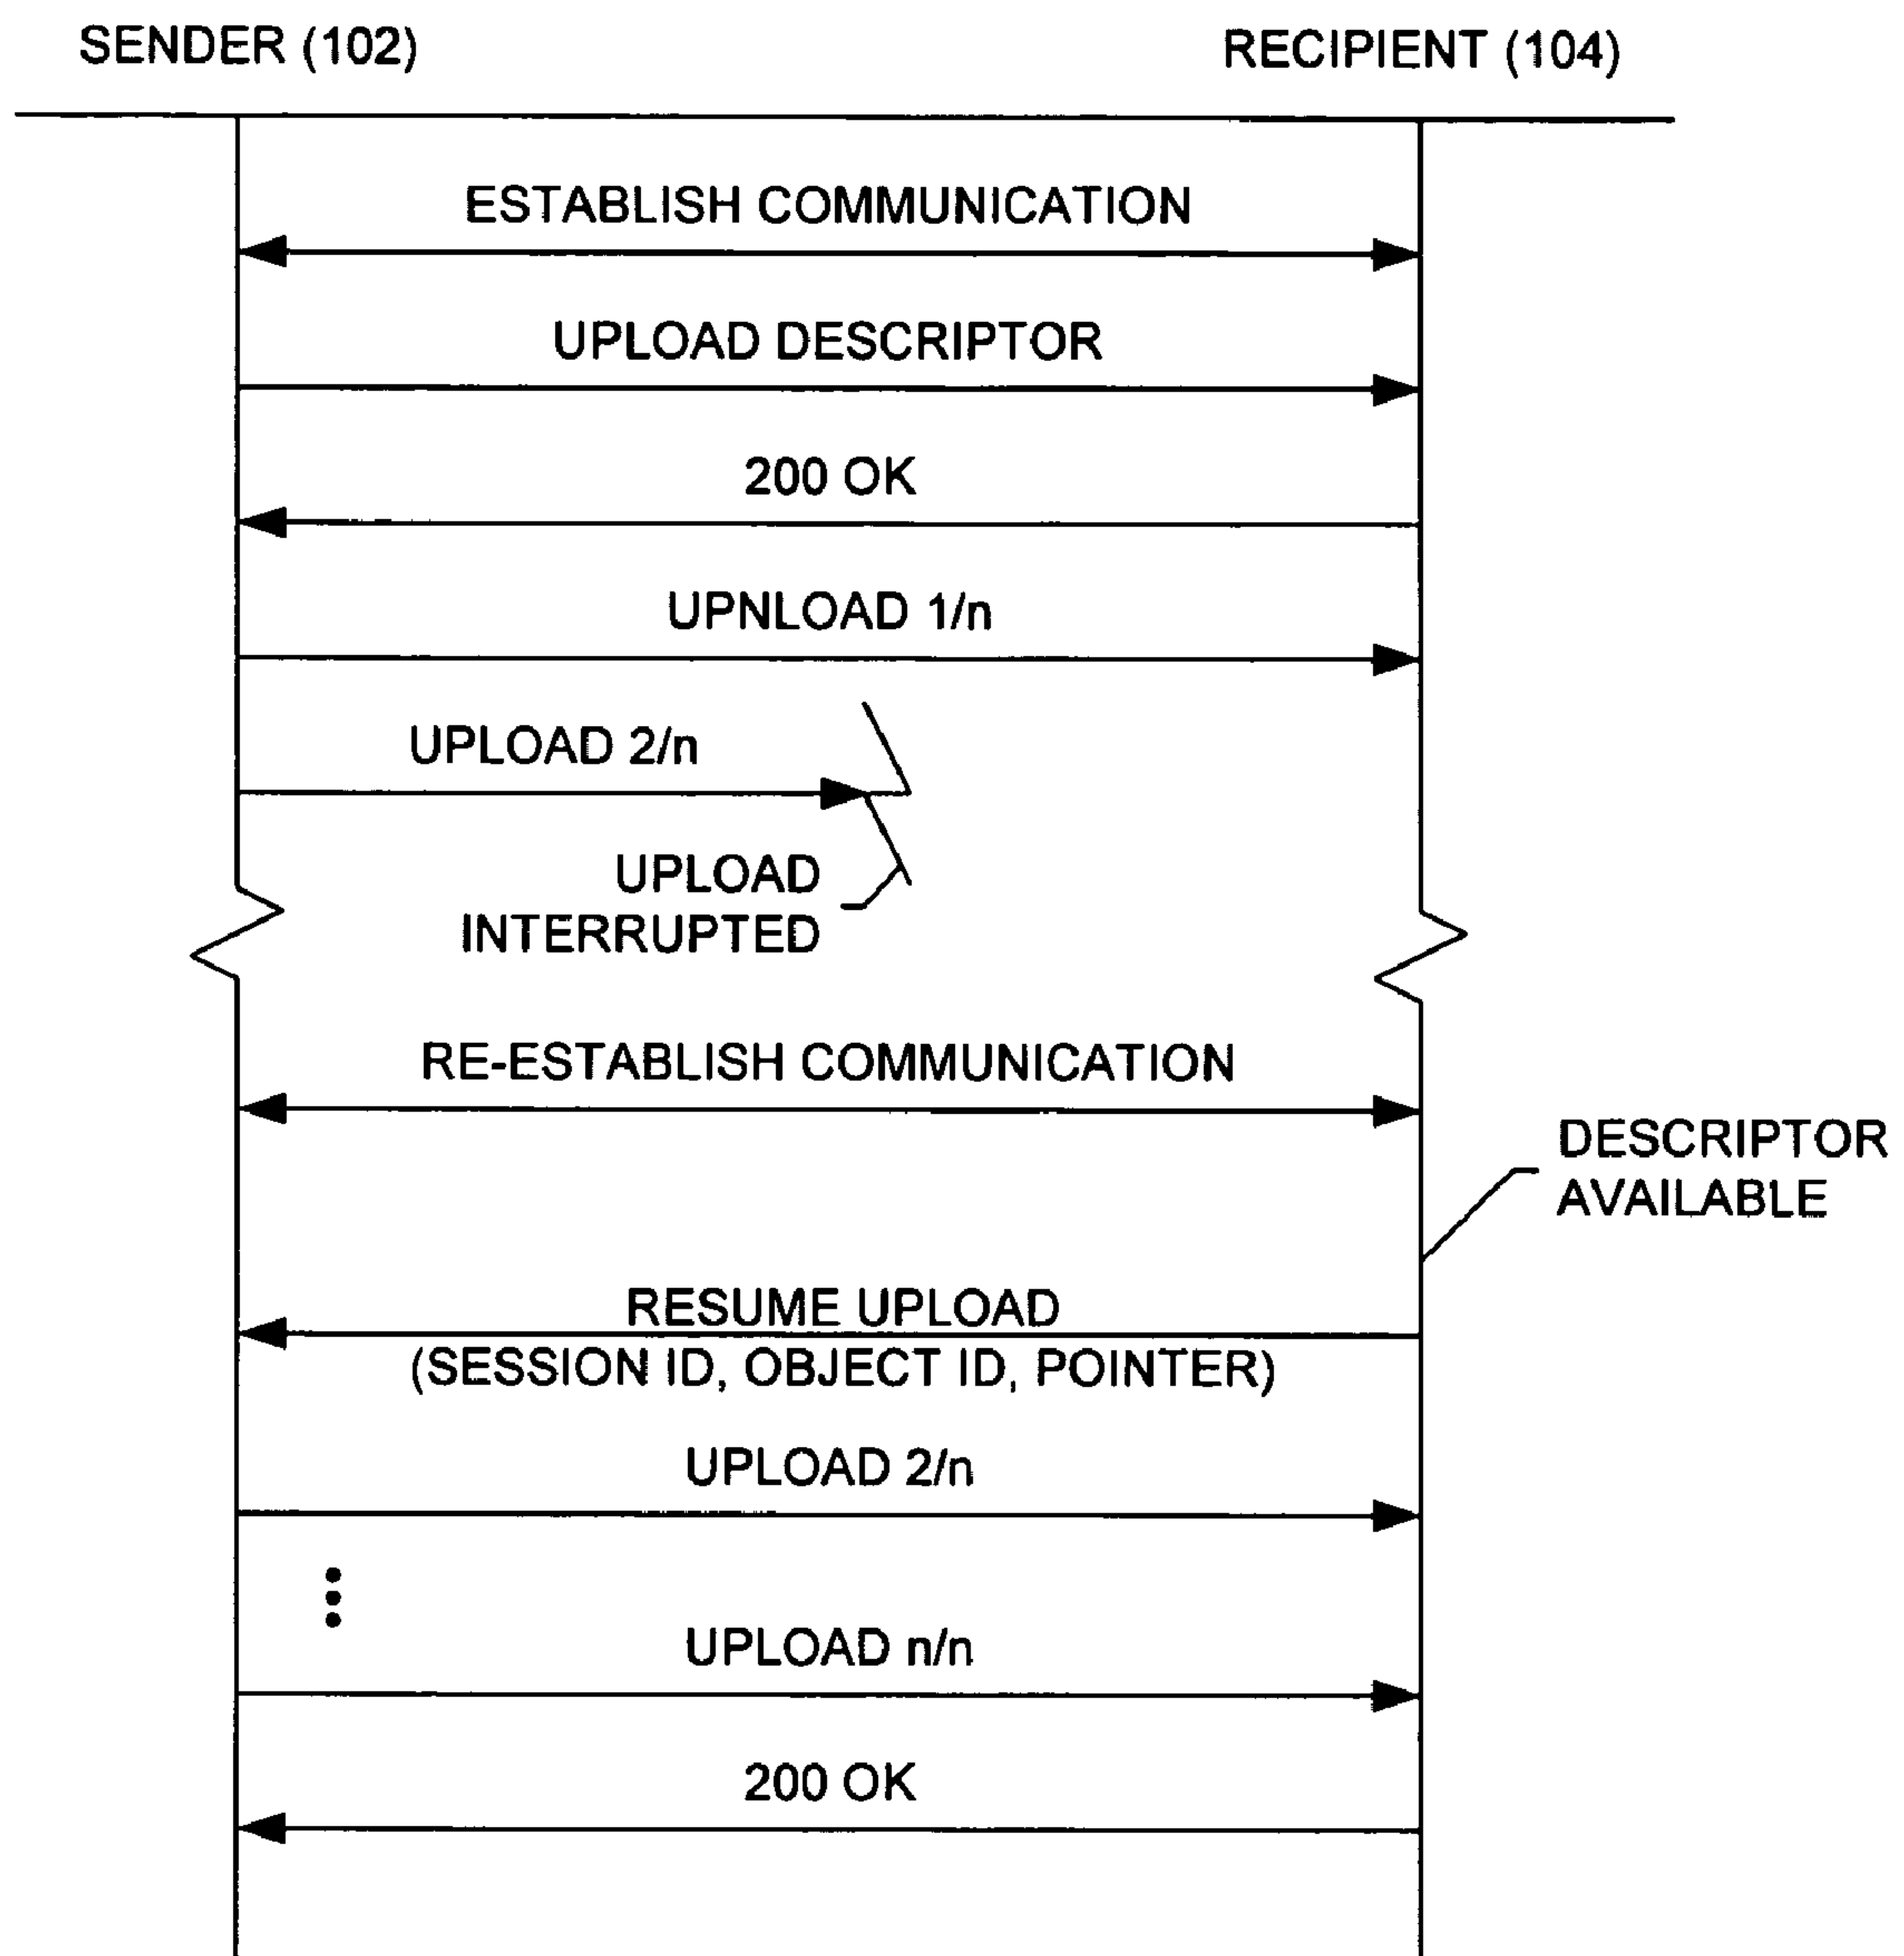 SENDER (102)
RECIPIENT (104)
ESTABLISH COMMUNICATION
UPLOAD DESCRIPTOR
200 OK
UPNLOAD 1/n
UPLOAD 2/n
UPLOAD
INTERRUPTED
RE-ESTABLISH COMMUNICATION
DESCRIPTOR
AVAILABLE
RESUME UPLOAD
(SESSION ID, OBJECT ID, POINTER)
UPLOAD 2/n
UPLOAD n/n
200 OK